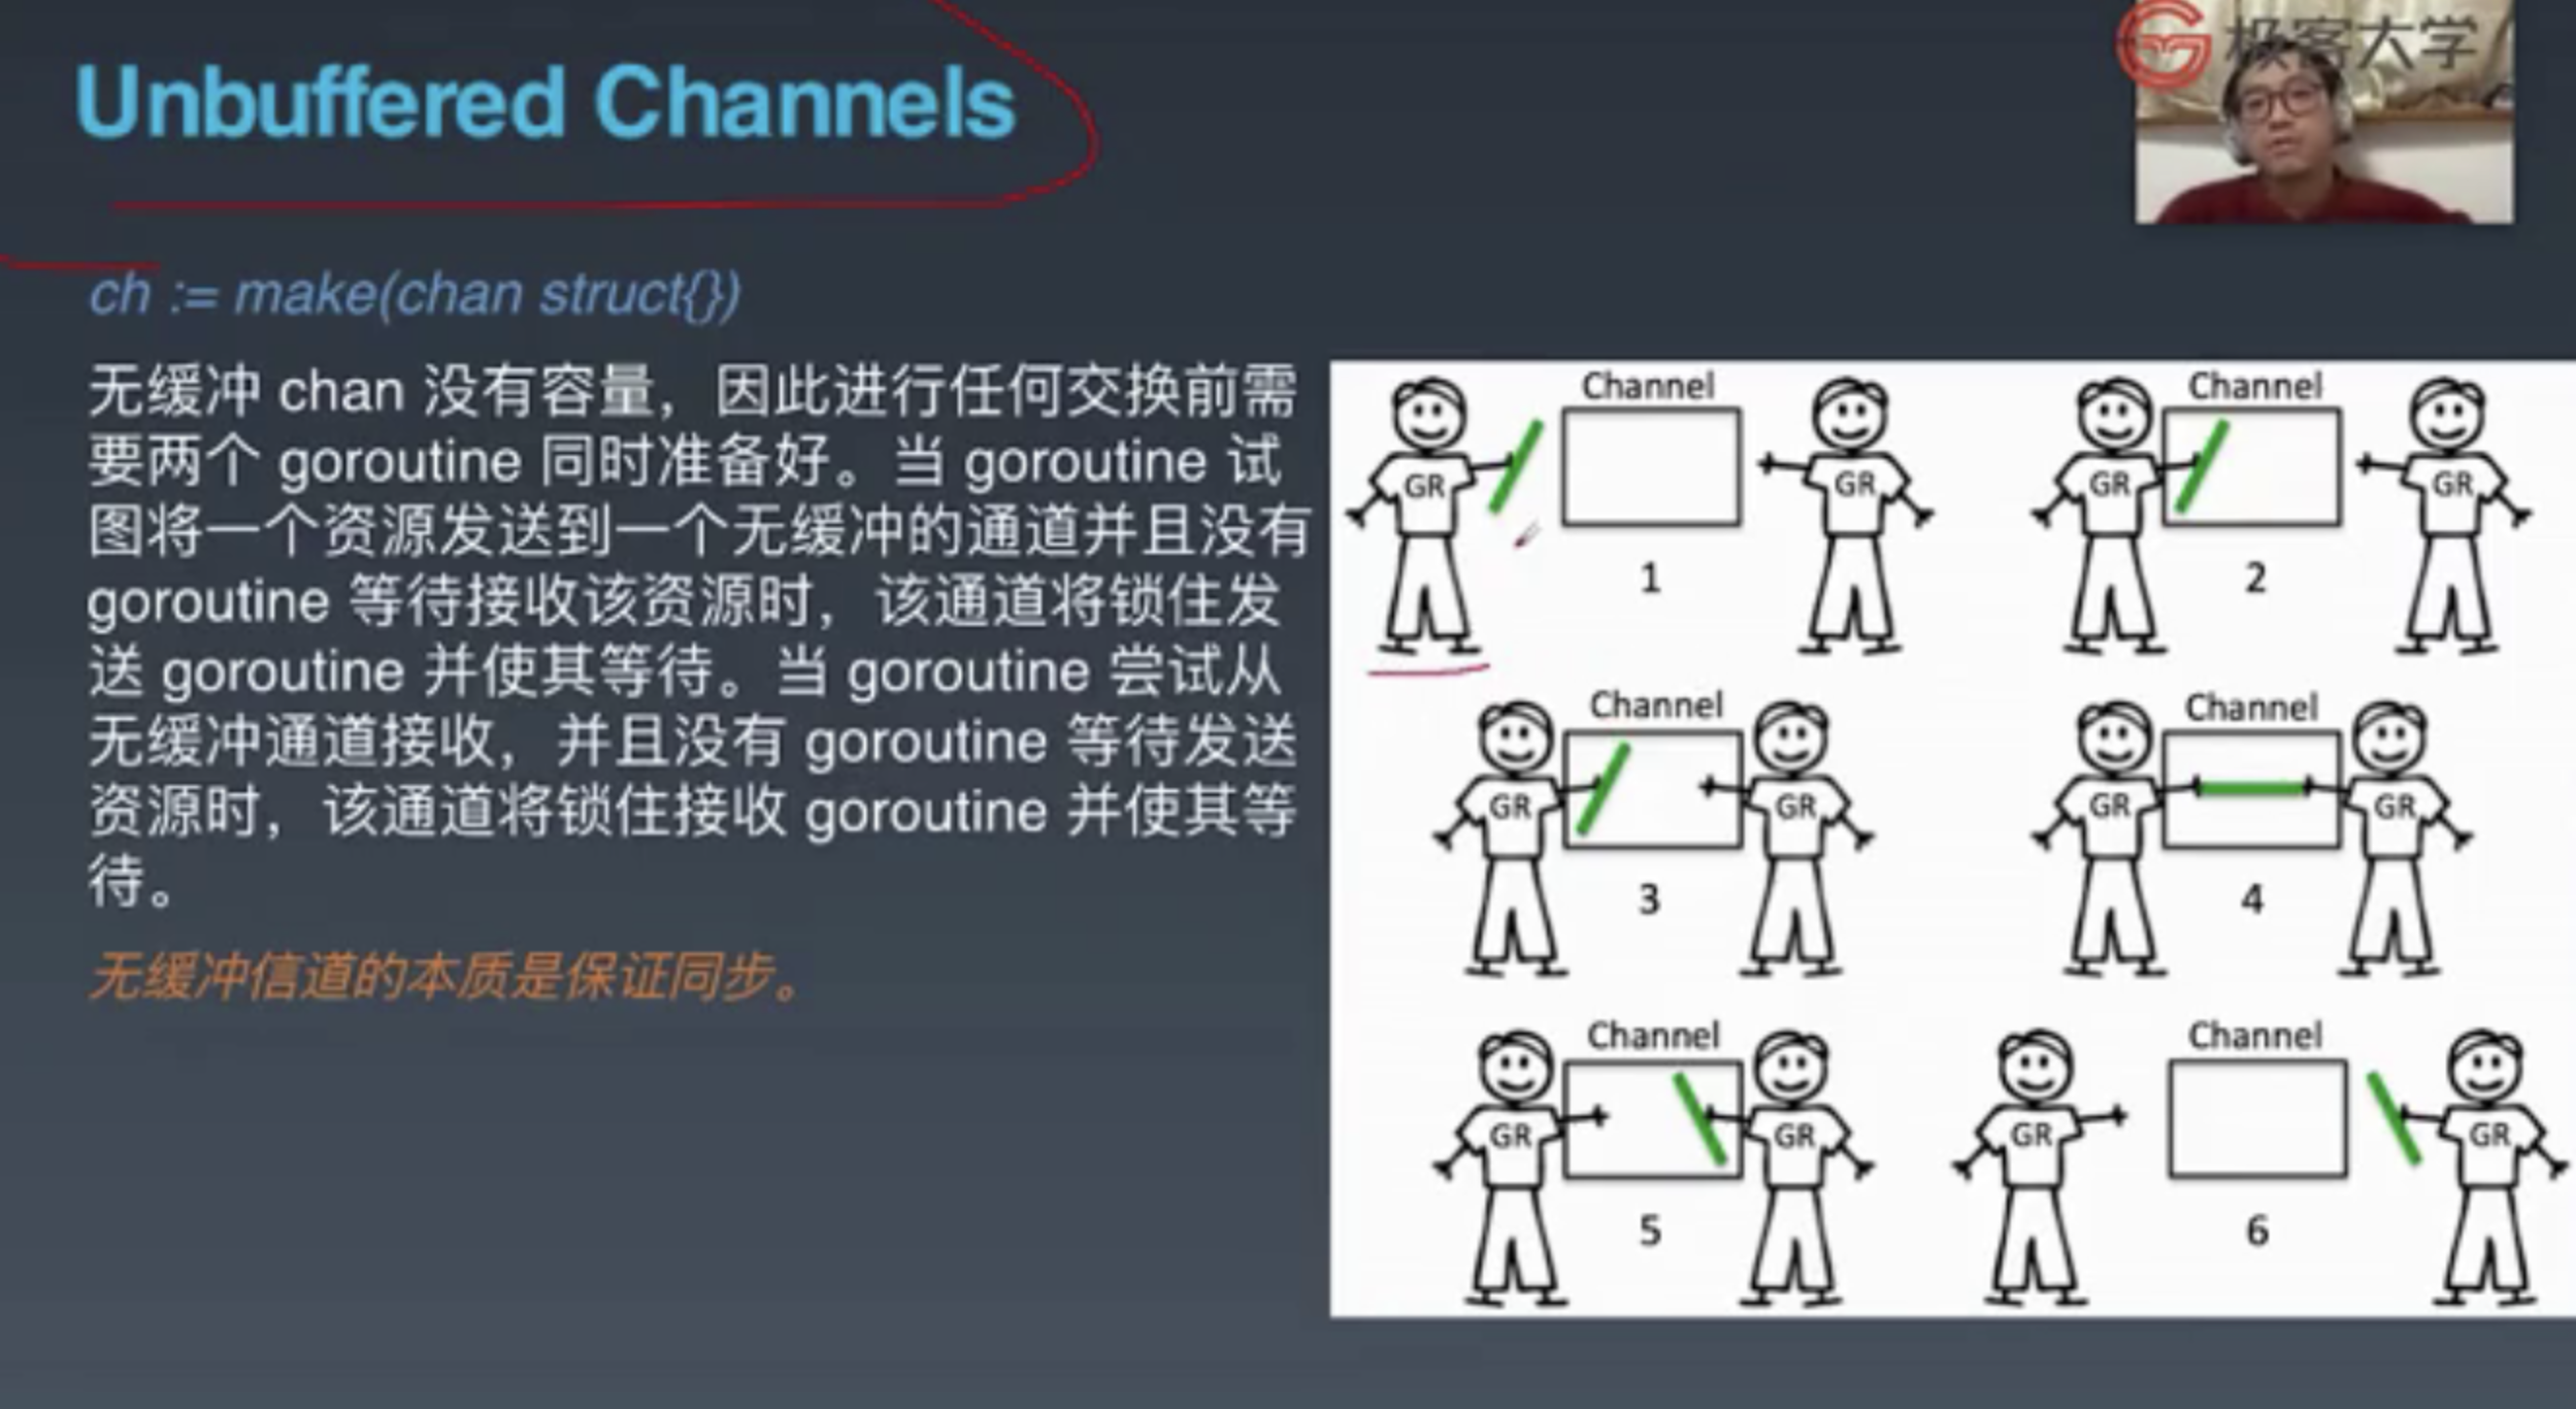 Unbuffered Channels
极客大学
ch := make(chan struct{})
无缓冲 chan 没有容量，因此进行任何交换前需
要两个 goroutine 同时准备好。当 goroutine 试
图将一个资源发送到一个无缓冲的通道并且没有
goroutine 等待接收该资源时，该通道将锁住发
送 goroutine 并使其等待。当 goroutine 尝试从
无缓冲通道接收，并且没有 goroutine 等待发送
资源时，该通道将锁住接收 goroutine 并使其等
待。
无缓冲信道的本质是保证同步。
Channel
GR
GR
1
Channel
GR
GR
2
Channel
GR
GR
3
Channel
GR
GR
4
Channel
GR
GR
5
Channel
GR
GR
6